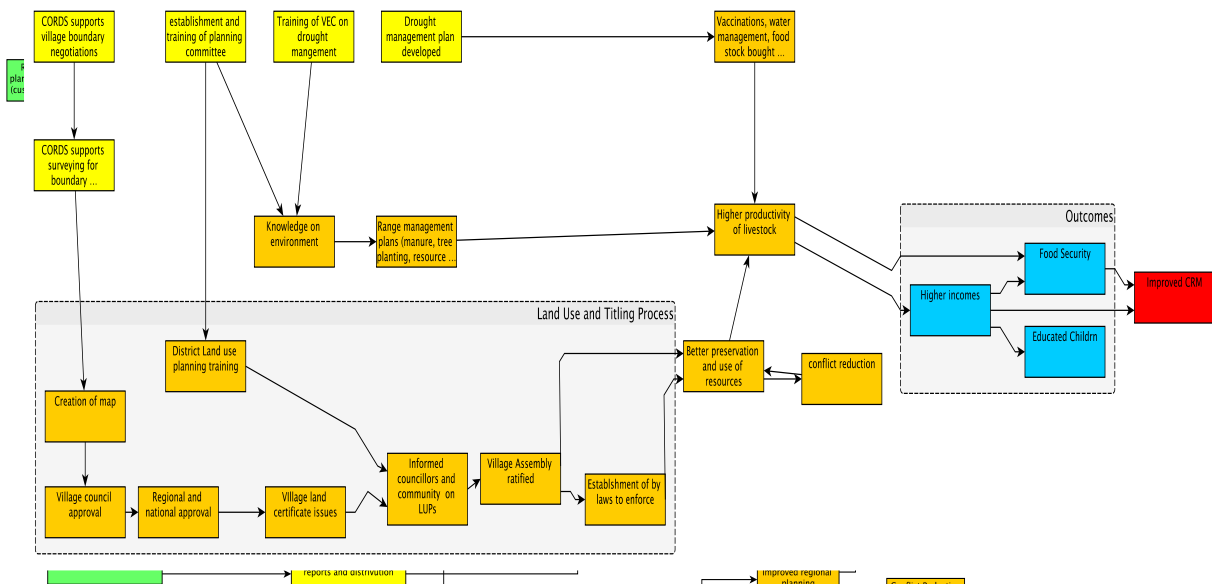 CORDS supports
village boundary
negotiations
establishment and
training of planning
committee
Training of VEC on
drought
mangement
Drought
management plan
developed
Vaccinations, water
management, food
stock bought ...
(cus
CORDS supports
surveying for
boundary ...
Knowledge on
environment
Range management
plans (manure, tree
planting, resource ...
Higher productivity
of livestock
Outcomes
Food Security
Higher incomes
Improved CRM
Educated Childrn
Land Use and Titling Process
District Land use
planning training
Better preservation
and use of
resources
conflict reduction
Creation of map
Informed
councillors and
community on
LUPs
Village Assembly
ratified
Establshment of by
laws to enforce
Village council
approval
Regional and
national approval
VIllage land
certificate issues
reports and distrivution
Improved regional
planning
Conflict Reduction